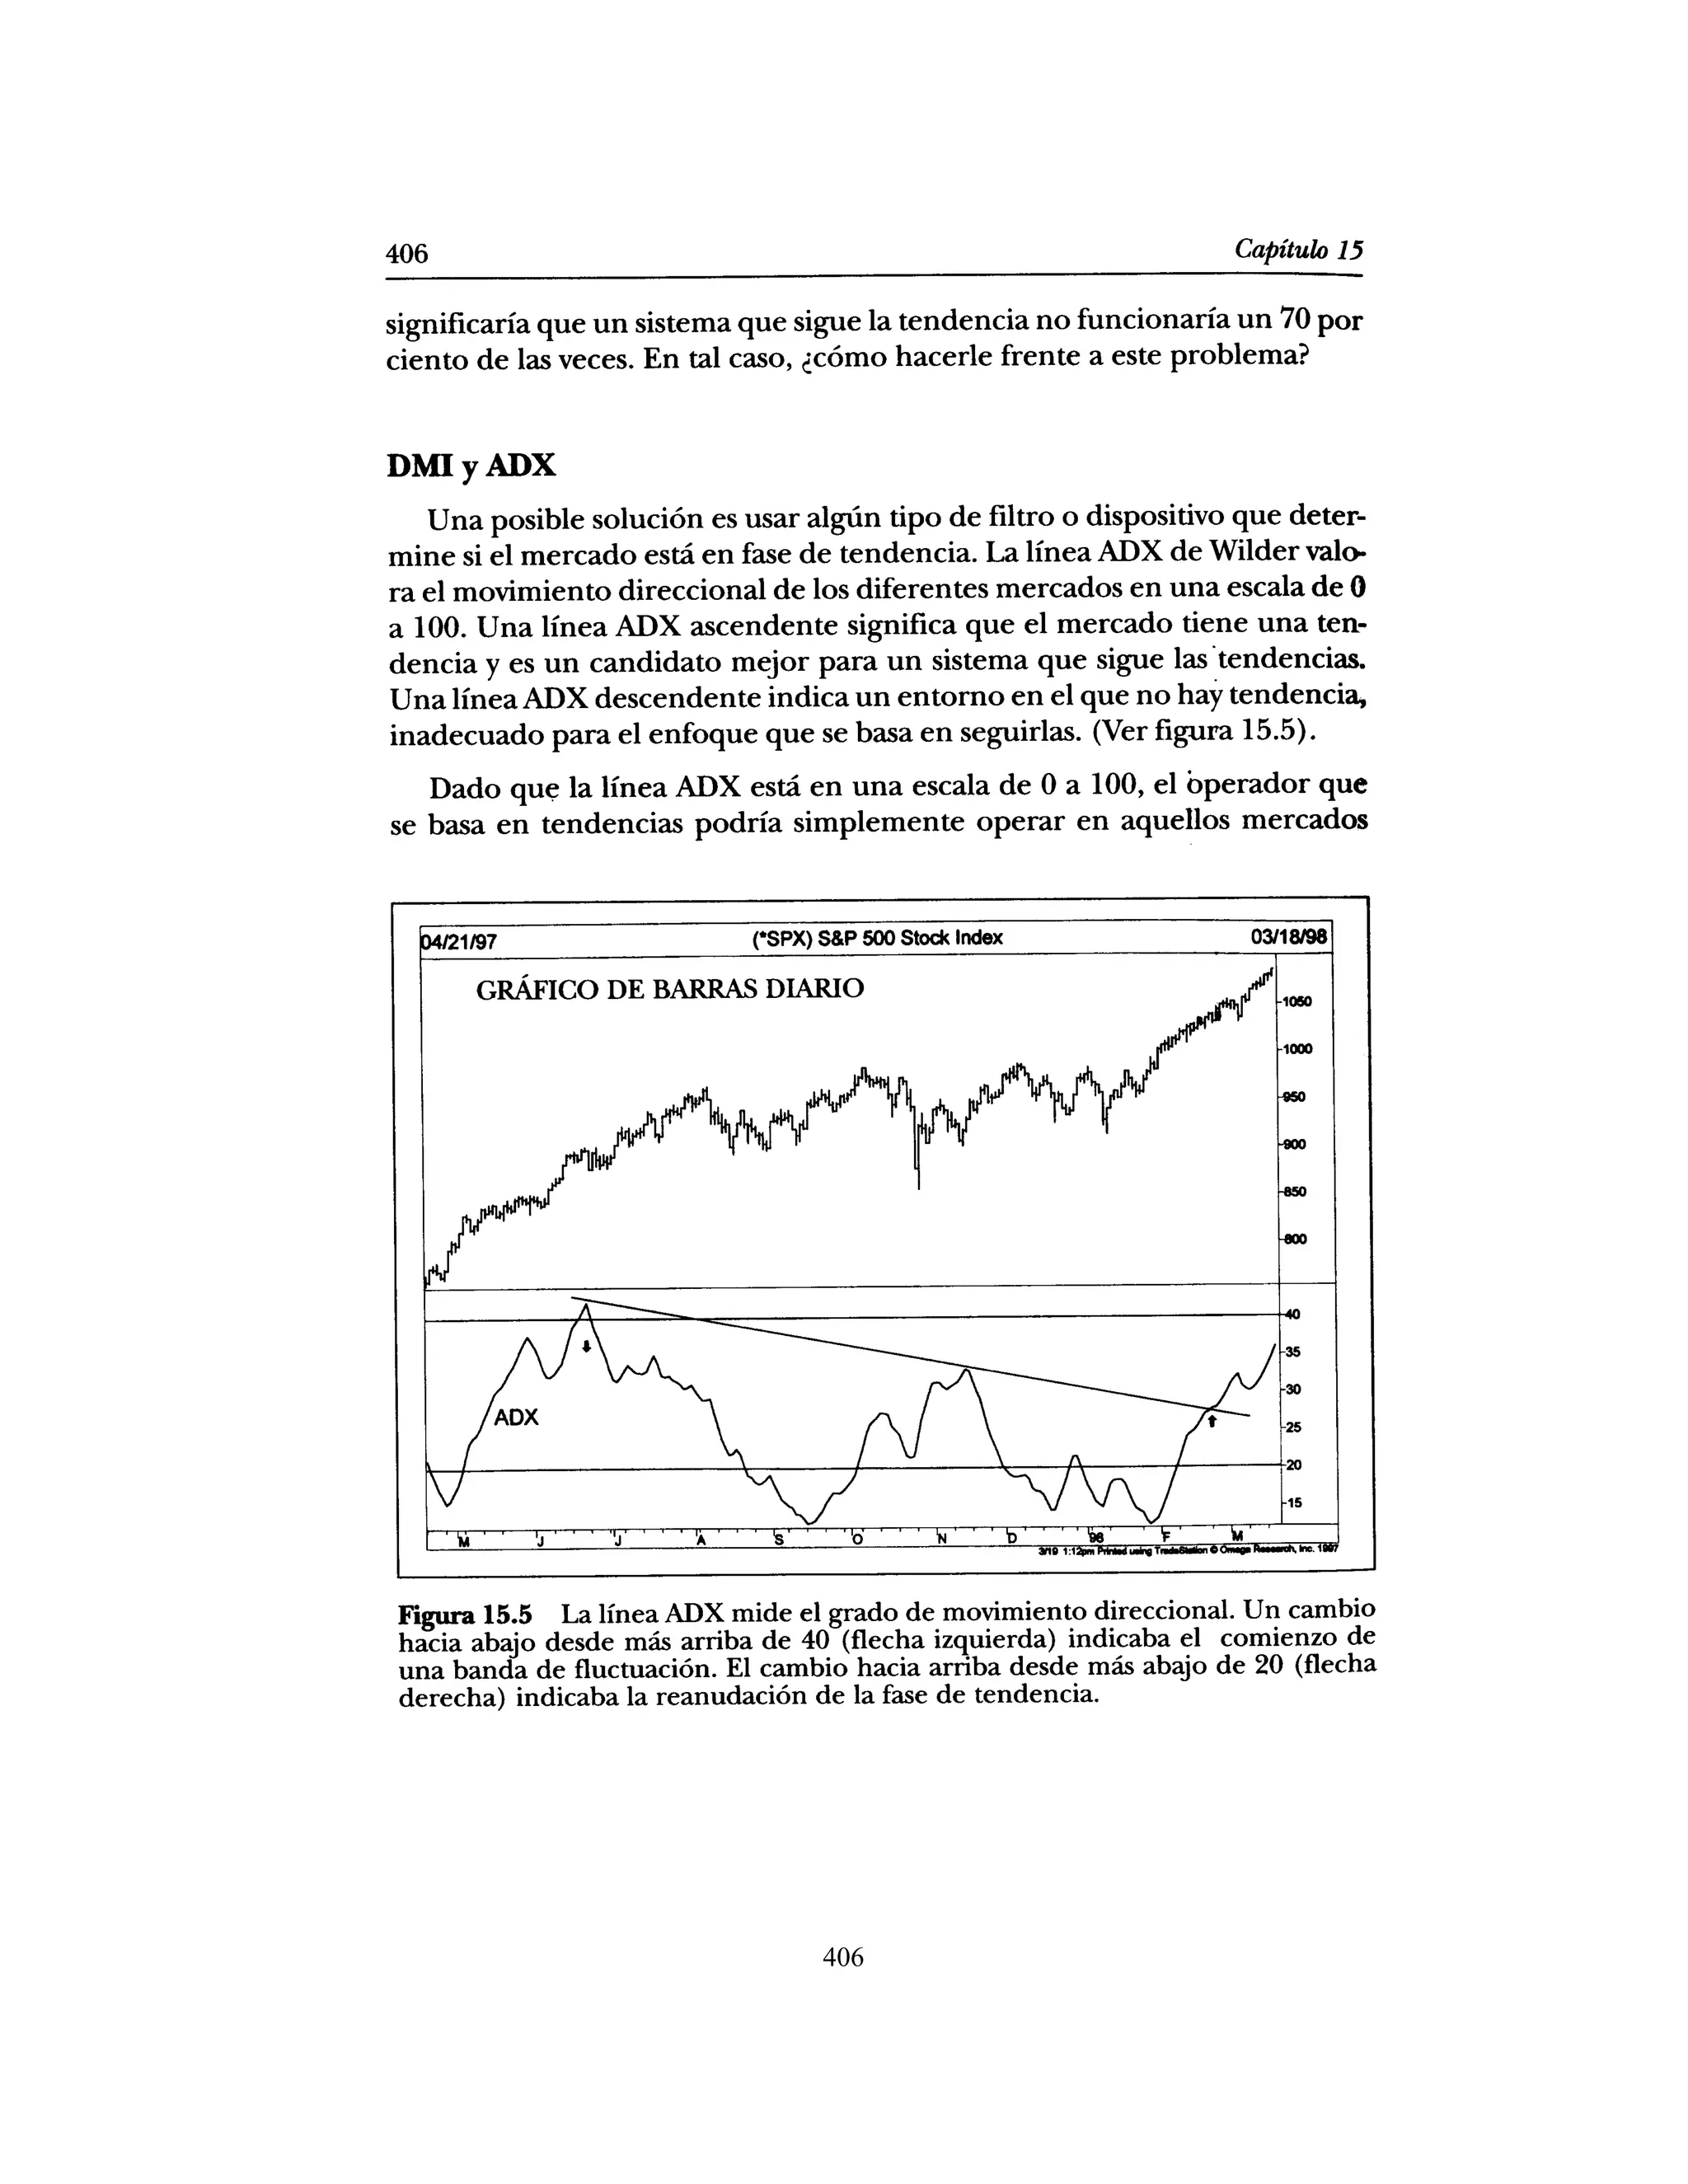 406
Capítulo 15
significaría que un sistema que sigue la tendencia no funcionaría un 70 por
ciento de las veces. En tal caso, ¿cómo hacerle frente a este problema?
DMI y ADX
Una posible solución es usar algún tipo de filtro o dispositivo que deter-
mine si el mercado está en fase de tendencia. La línea ADX de Wilder valo-
ra el movimiento direccional de los diferentes mercados en una escala de 0
a 100. Una línea ADX ascendente significa que el mercado tiene una ten-
dencia y es un candidato mejor para un sistema que sigue las tendencias.
Una línea ADX descendente indica un entorno en el que no hay tendencia,
inadecuado para el enfoque que se basa en seguirlas. (Ver figura 15.5).
Dado que la línea ADX está en una escala de 0 a 100, el operador que
se basa en tendencias podría simplemente operar en aquellos mercados
04/21/97
(*SPX) S&P 500 Stock Index
03/18/98
GRÁFICO DE BARRAS DIARIO
1050
1000
950
900
850
800
40
35
30
ADX
25
20
15
M J J A S O N D 98 F M
3/19 1:12pm Printed using TradeStation © Omega Research, Inc. 1997
Figura 15.5 La línea ADX mide el grado de movimiento direccional. Un cambio
hacia abajo desde más arriba de 40 (flecha izquierda) indicaba el comienzo de
una banda de fluctuación. El cambio hacia arriba desde más abajo de 20 (flecha
derecha) indicaba la reanudación de la fase de tendencia.
406